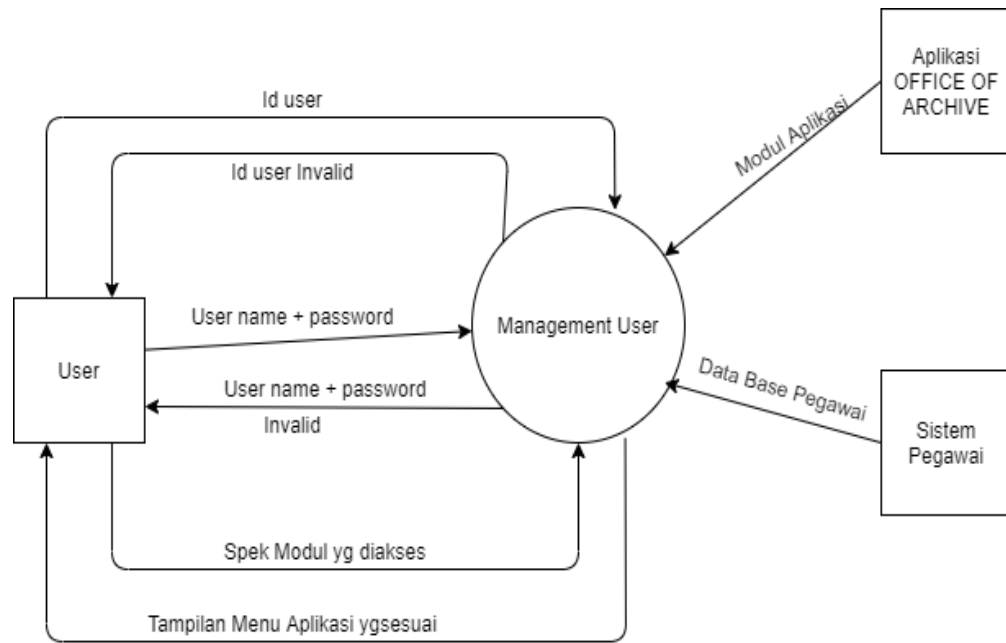 Aplikasi
OFFICE OF
ARCHIVE
Id user
Modul Aplikasi
Id user Invalid
User name + password
Management User
User
User name + password
Invalid
Data Base Pegawai
Sistem
Pegawai
Spek Modul yg diakses
Tampilan Menu Aplikasi ygsesuai